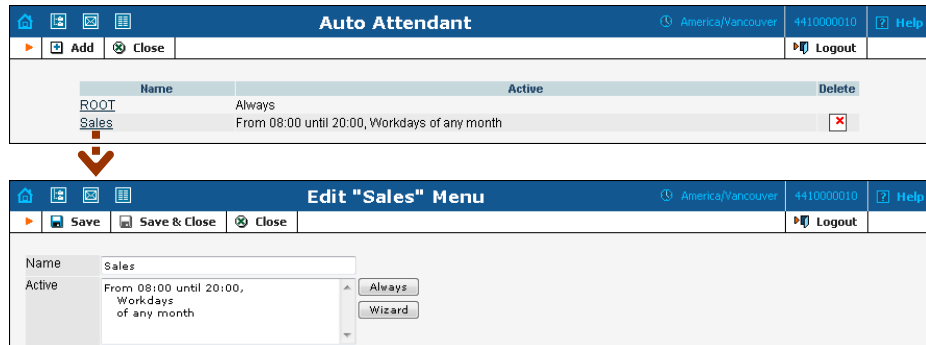 Auto Attendant America/Vancouver 4410000010 ? Help
Add Close Logout
Name Active Delete
ROOT Always
Sales From 08:00 until 20:00, Workdays of any month
Edit "Sales" Menu America/Vancouver 4410000010 ? Help
Save Save & Close Close Logout
Name Sales
Active From 08:00 until 20:00, Always
Workdays
of any month Wizard